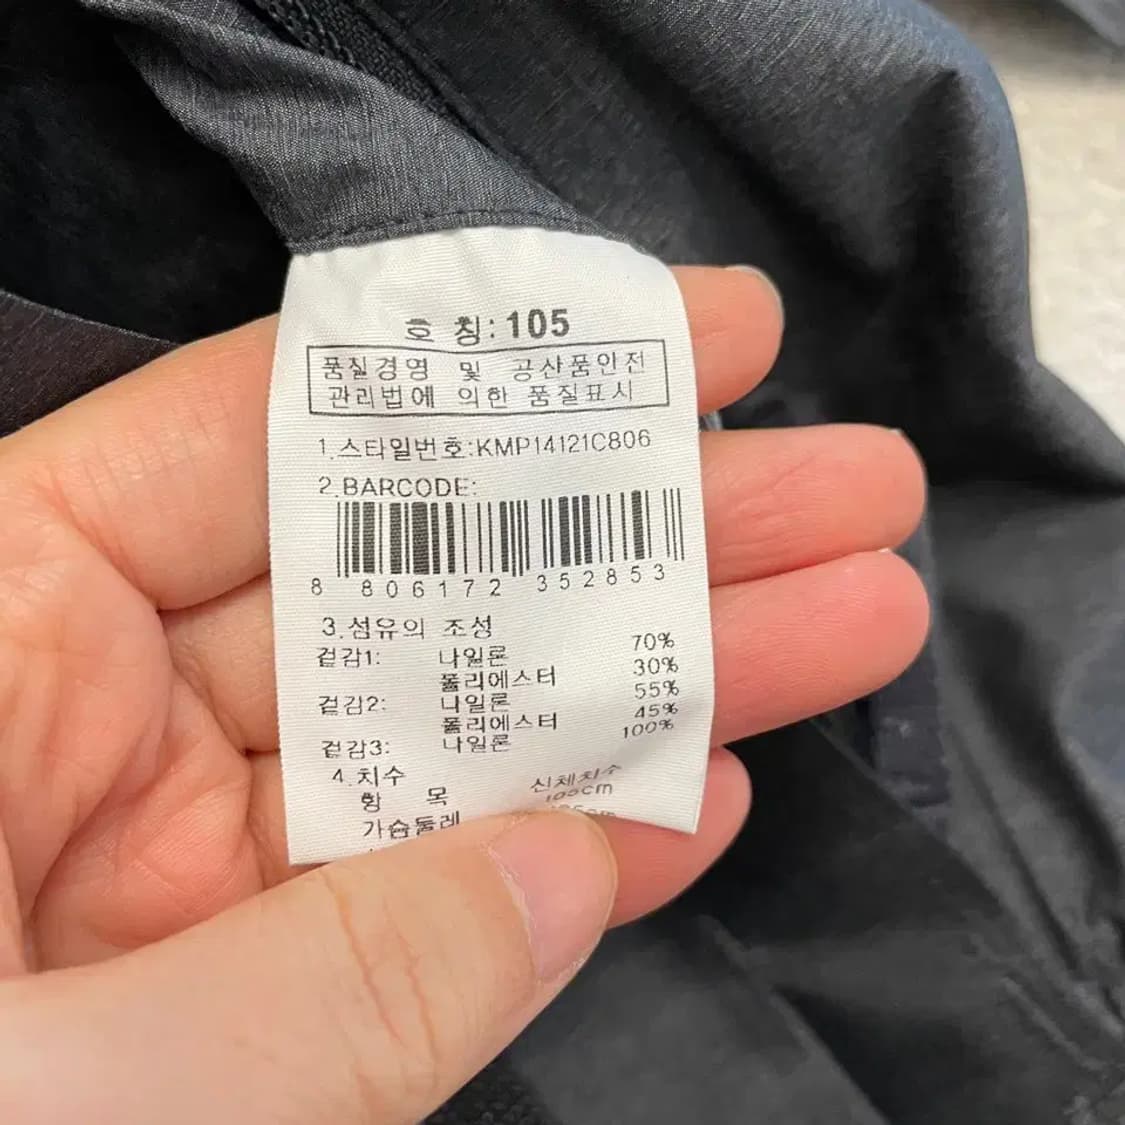 호 칭: 105
품질경영 및 공산품안전
관리법에 의한 품질표시
1.스타일번호:KMP14121C806
2.BARCODE:
8 806172 352853
3.섬유의 조성
겉감1: 나일론 70%
폴리에스터 30%
겉감2: 나일론 55%
폴리에스터 45%
겉감3: 나일론 100%
4.치수
항 목 신체치수
가슴둘레 105cm